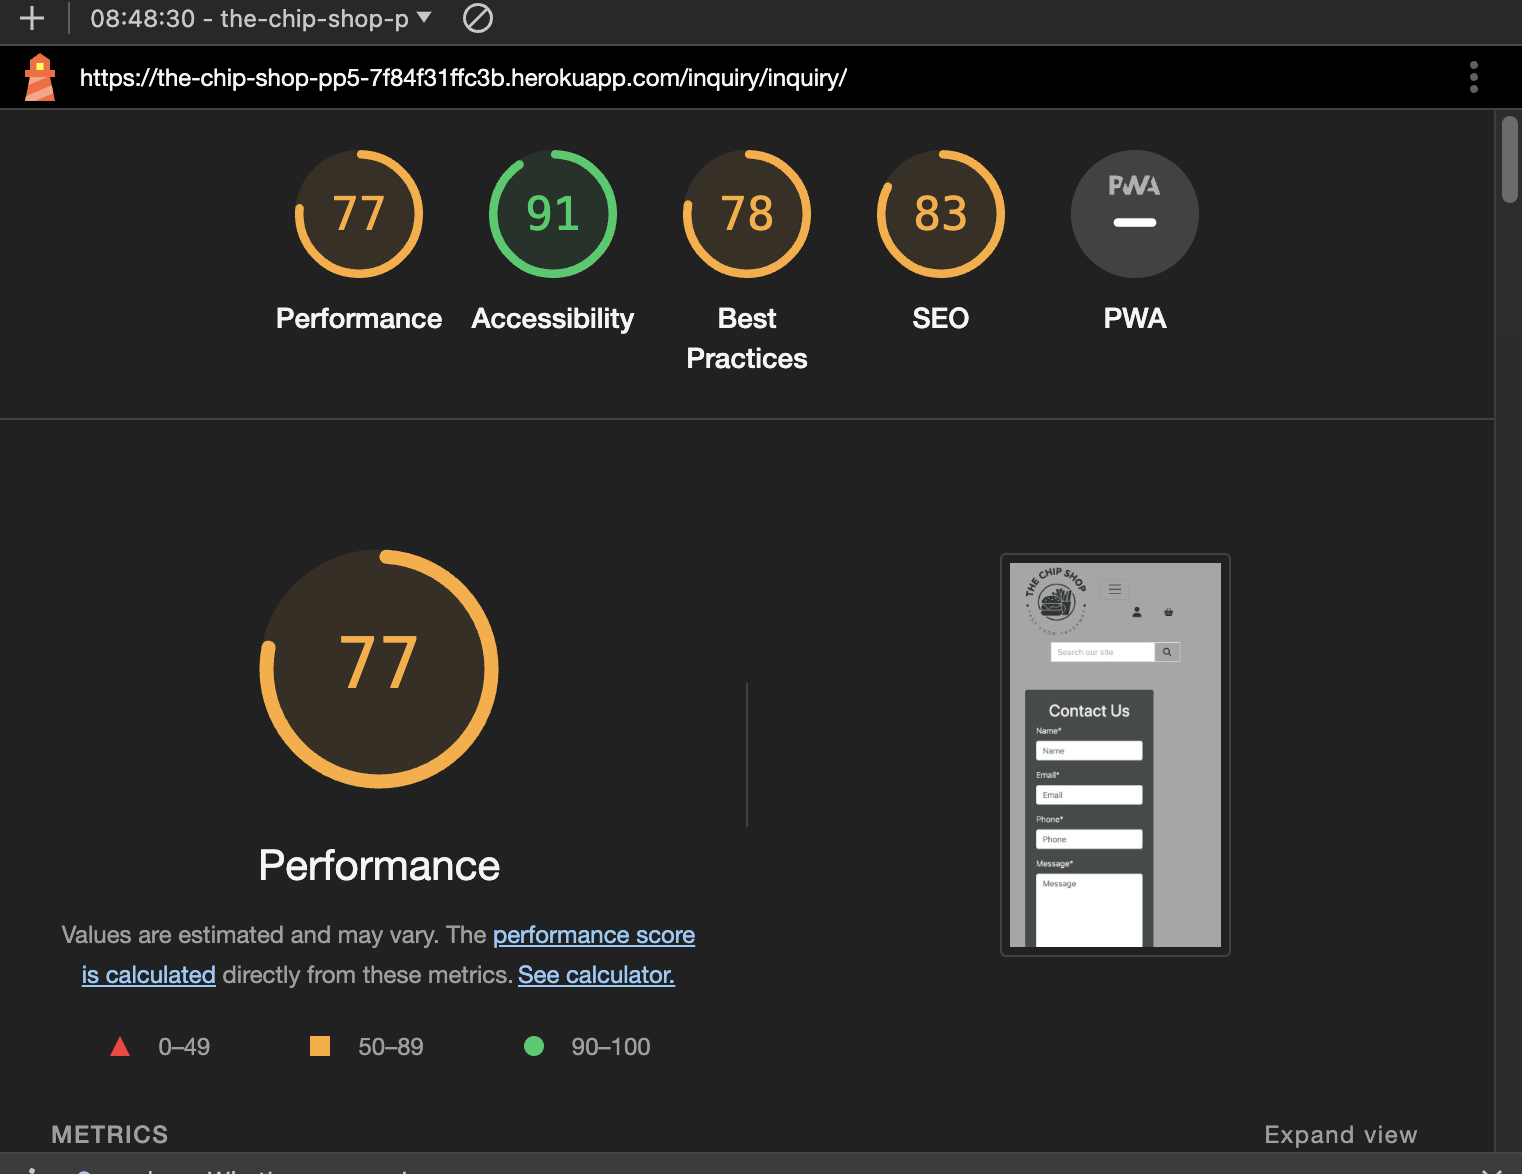 08:48:30 - the-chip-shop-p
https://the-chip-shop-pp5-7f84f31ffc3b.herokuapp.com/inquiry/inquiry/
77
91
78
83
PWA
Performance
Accessibility
Best
Practices
SEO
PWA
77
Performance
Values are estimated and may vary. The performance score
is calculated directly from these metrics. See calculator.
0–49
50–89
90–100
THE CHIP SHOP
Search our site
Contact Us
Name*
Name
Email*
Email
Phone*
Phone
Message*
Message
METRICS
Expand view